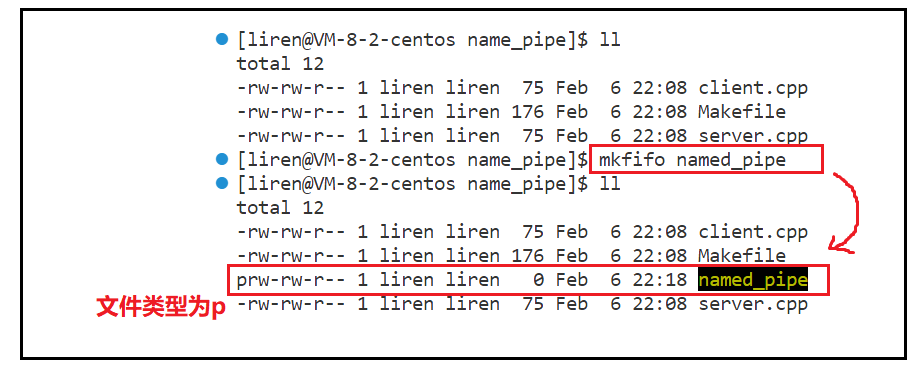 [liren@VM-8-2-centos name_pipe]$ ll
total 12
-rw-rw-r-- 1 liren liren  75 Feb  6 22:08 client.cpp
-rw-rw-r-- 1 liren liren 176 Feb  6 22:08 Makefile
-rw-rw-r-- 1 liren liren  75 Feb  6 22:08 server.cpp
[liren@VM-8-2-centos name_pipe]$ mkfifo named_pipe
[liren@VM-8-2-centos name_pipe]$ ll
total 12
-rw-rw-r-- 1 liren liren  75 Feb  6 22:08 client.cpp
-rw-rw-r-- 1 liren liren 176 Feb  6 22:08 Makefile
prw-rw-r-- 1 liren liren   0 Feb  6 22:18 named_pipe
文件类型为p
-rw-rw-r-- 1 liren liren  75 Feb  6 22:08 server.cpp